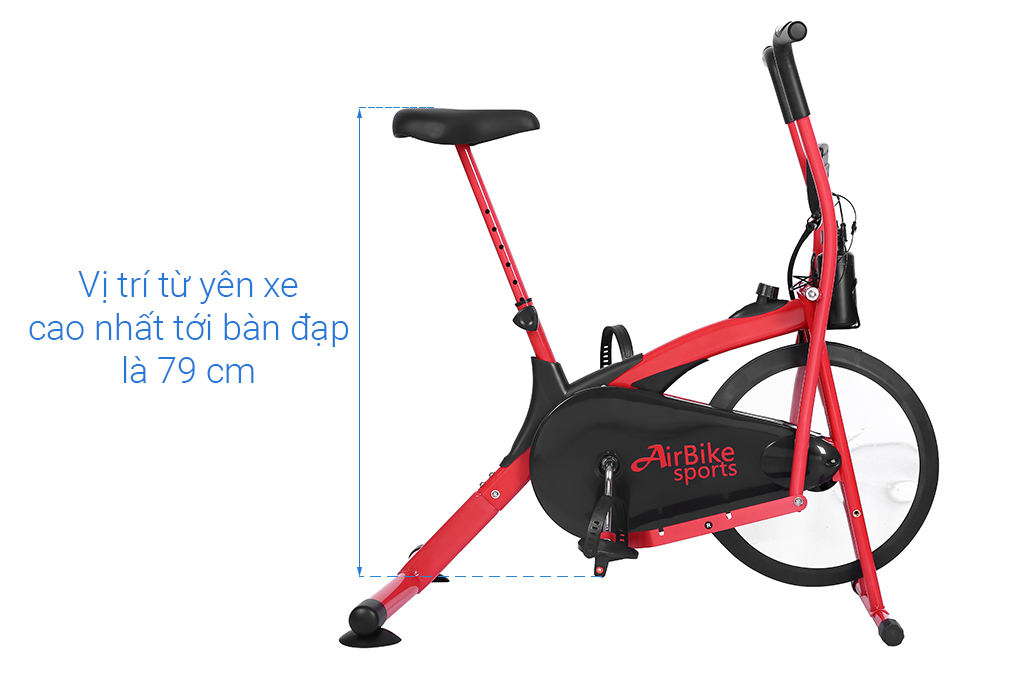 Vị trí từ yên xe
cao nhất tới bàn đạp
là 79 cm
AirBike
sports
R
R
R